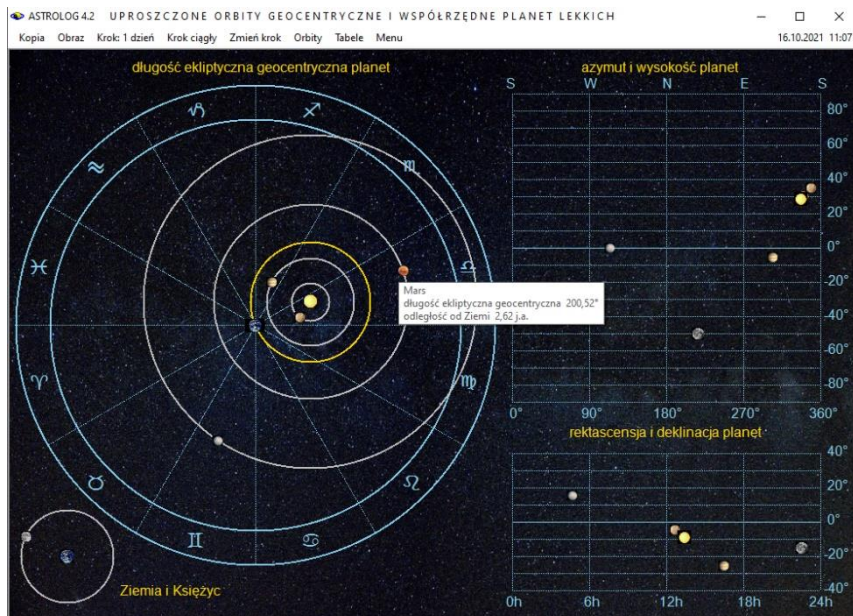 ASTROLOG 4.2 UPROSZCZONE ORBITY GEOCENTRYCZNE I WSPÓŁRZĘDNE PLANET LEKKICH
Kopia Obraz Krok: 1 dzień Krok ciągły Zmień krok Orbity Tabele Menu 16.10.2021 11:07
długość ekliptyczna geocentryczna planet
azymut i wysokość planet
S W N E S
80°
60°
40°
20°
0°
-20°
-40°
-60°
-80°
0° 90° 180° 270° 360°
♑ ♐
♒ ♏
♓ ♎
♈ ♍
♉ ♌
♊ ♋
Mars
długość ekliptyczna geocentryczna 200,52°
odległość od Ziemi 2,62 j.a.
rektascensja i deklinacja planet
40°
20°
0°
-20°
-40°
0h 6h 12h 18h 24h
Ziemia i Księżyc